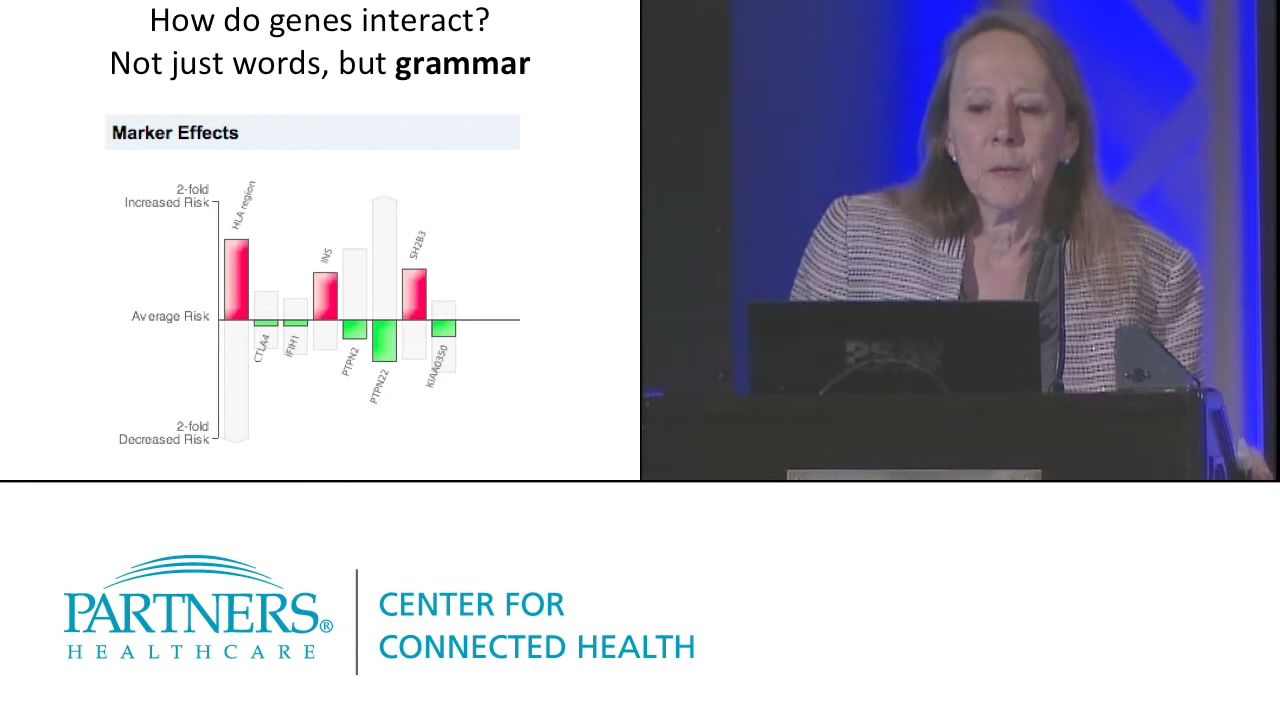 How do genes interact?
Not just words, but grammar
Marker Effects
2-fold
Increased Risk
Average Risk
2-fold
Decreased Risk
HLA region
CTLA4
IFIH1
INS
PTPN2
PTPN22
SH2B3
KIAA0350
PSAV
PARTNERS®
HEALTHCARE
CENTER FOR
CONNECTED HEALTH